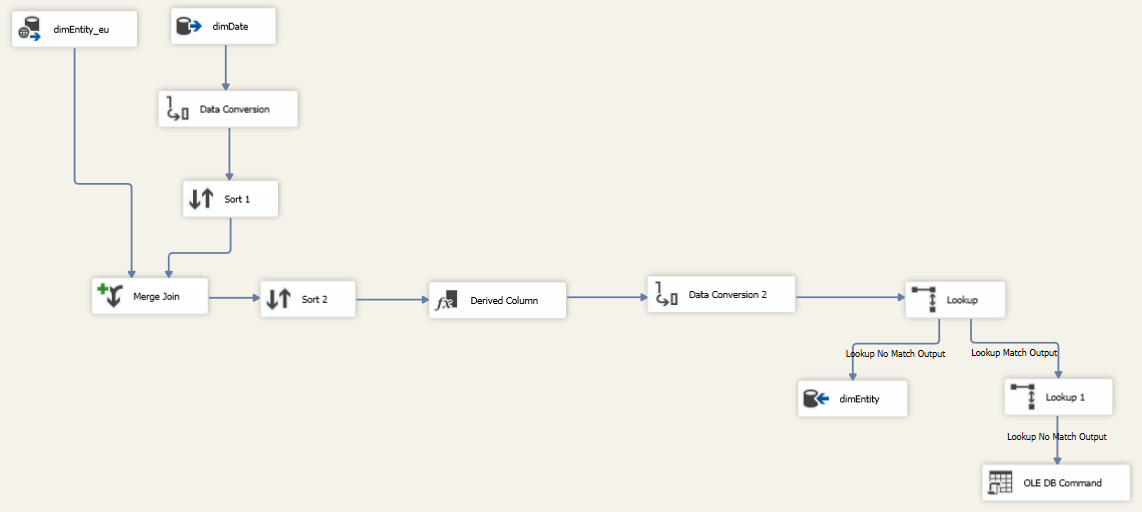 dimEntity_eu
dimDate
Data Conversion
Sort 1
Merge Join
Sort 2
Derived Column
Data Conversion 2
Lookup
Lookup No Match Output
Lookup Match Output
dimEntity
Lookup 1
Lookup No Match Output
OLE DB Command